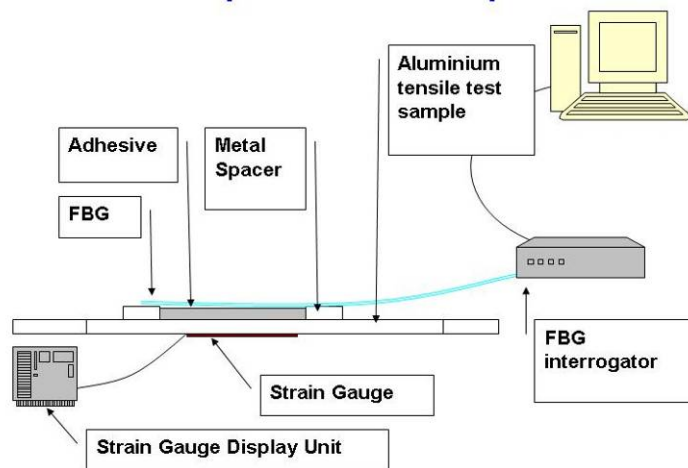 Aluminium
tensile test
sample
Adhesive
Metal
Spacer
FBG
FBG
interrogator
Strain Gauge
Strain Gauge Display Unit